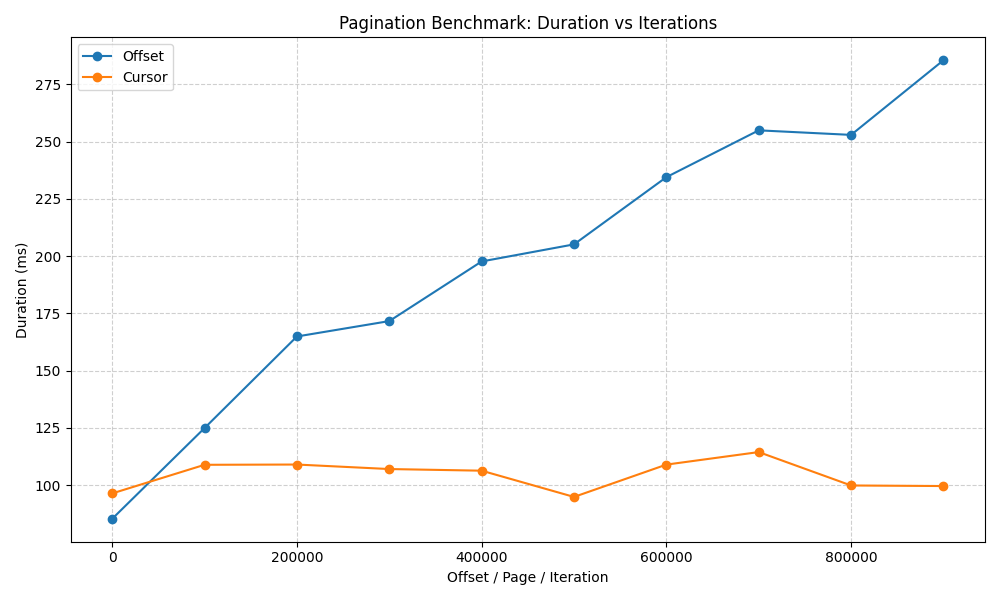 Pagination Benchmark: Duration vs Iterations
Offset
Cursor
Duration (ms)
275
250
225
200
175
150
125
100
0
200000
400000
600000
800000
Offset / Page / Iteration